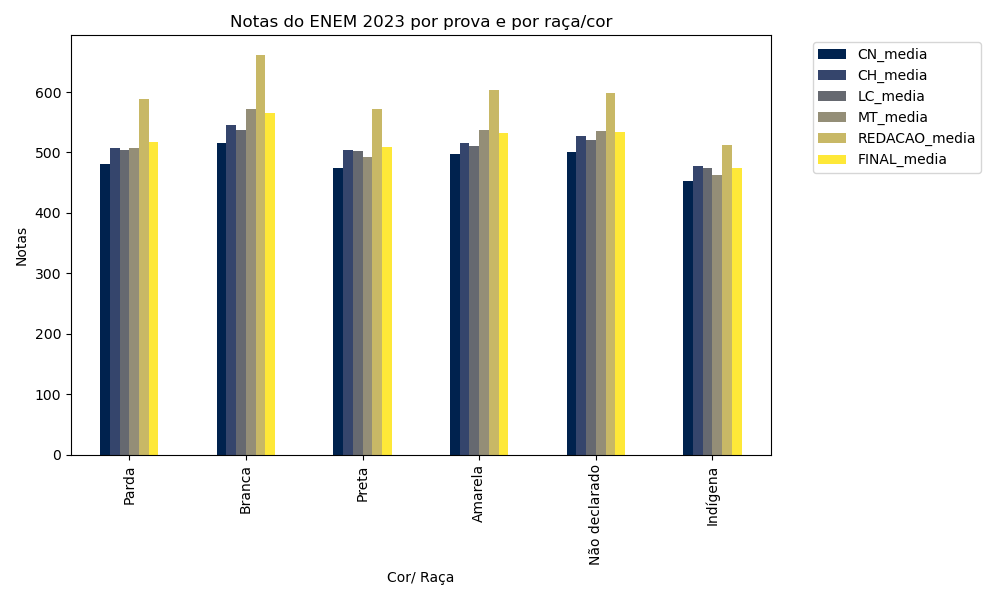 Notas do ENEM 2023 por prova e por raça/cor
CN_media
CH_media
LC_media
MT_media
REDACAO_media
FINAL_media
Notas
600
500
400
300
200
100
0
Parda
Branca
Preta
Amarela
Não declarado
Indígena
Cor/ Raça